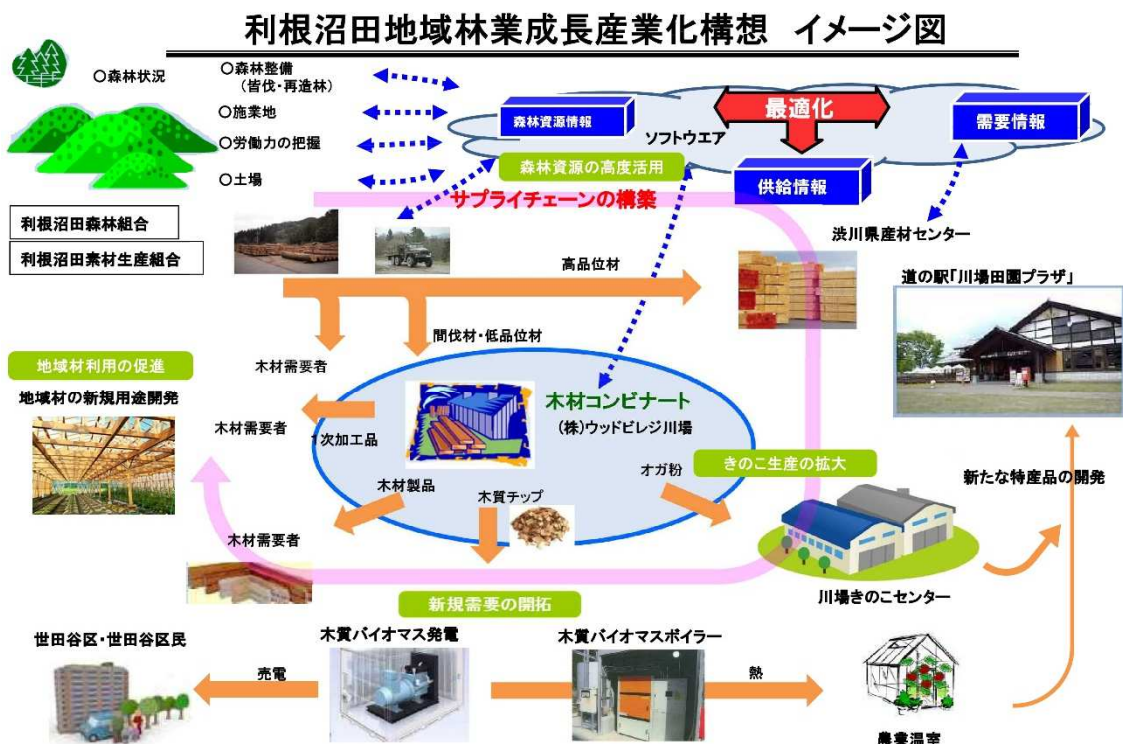 利根沼田地域林業成長産業化構想 イメージ図
○森林状況
○森林整備
(皆伐・再造林)
○施業地
○労働力の把握
○土場
森林資源情報
ソフトウエア
最適化
需要情報
供給情報
森林資源の高度活用
サプライチェーンの構築
利根沼田森林組合
利根沼田素材生産組合
渋川県産材センター
高品位材
道の駅「川場田園プラザ」
間伐材・低品位材
地域材利用の促進
地域材の新規用途開発
木材需要者
木材コンビナート
(株)ウッドビレジ川場
木材需要者
1次加工品
オガ粉
きのこ生産の拡大
新たな特産品の開発
木材製品
木質チップ
木材需要者
川場きのこセンター
新規需要の開拓
世田谷区・世田谷区民
木質バイオマス発電
木質バイオマスボイラー
売電
熱
農業温室